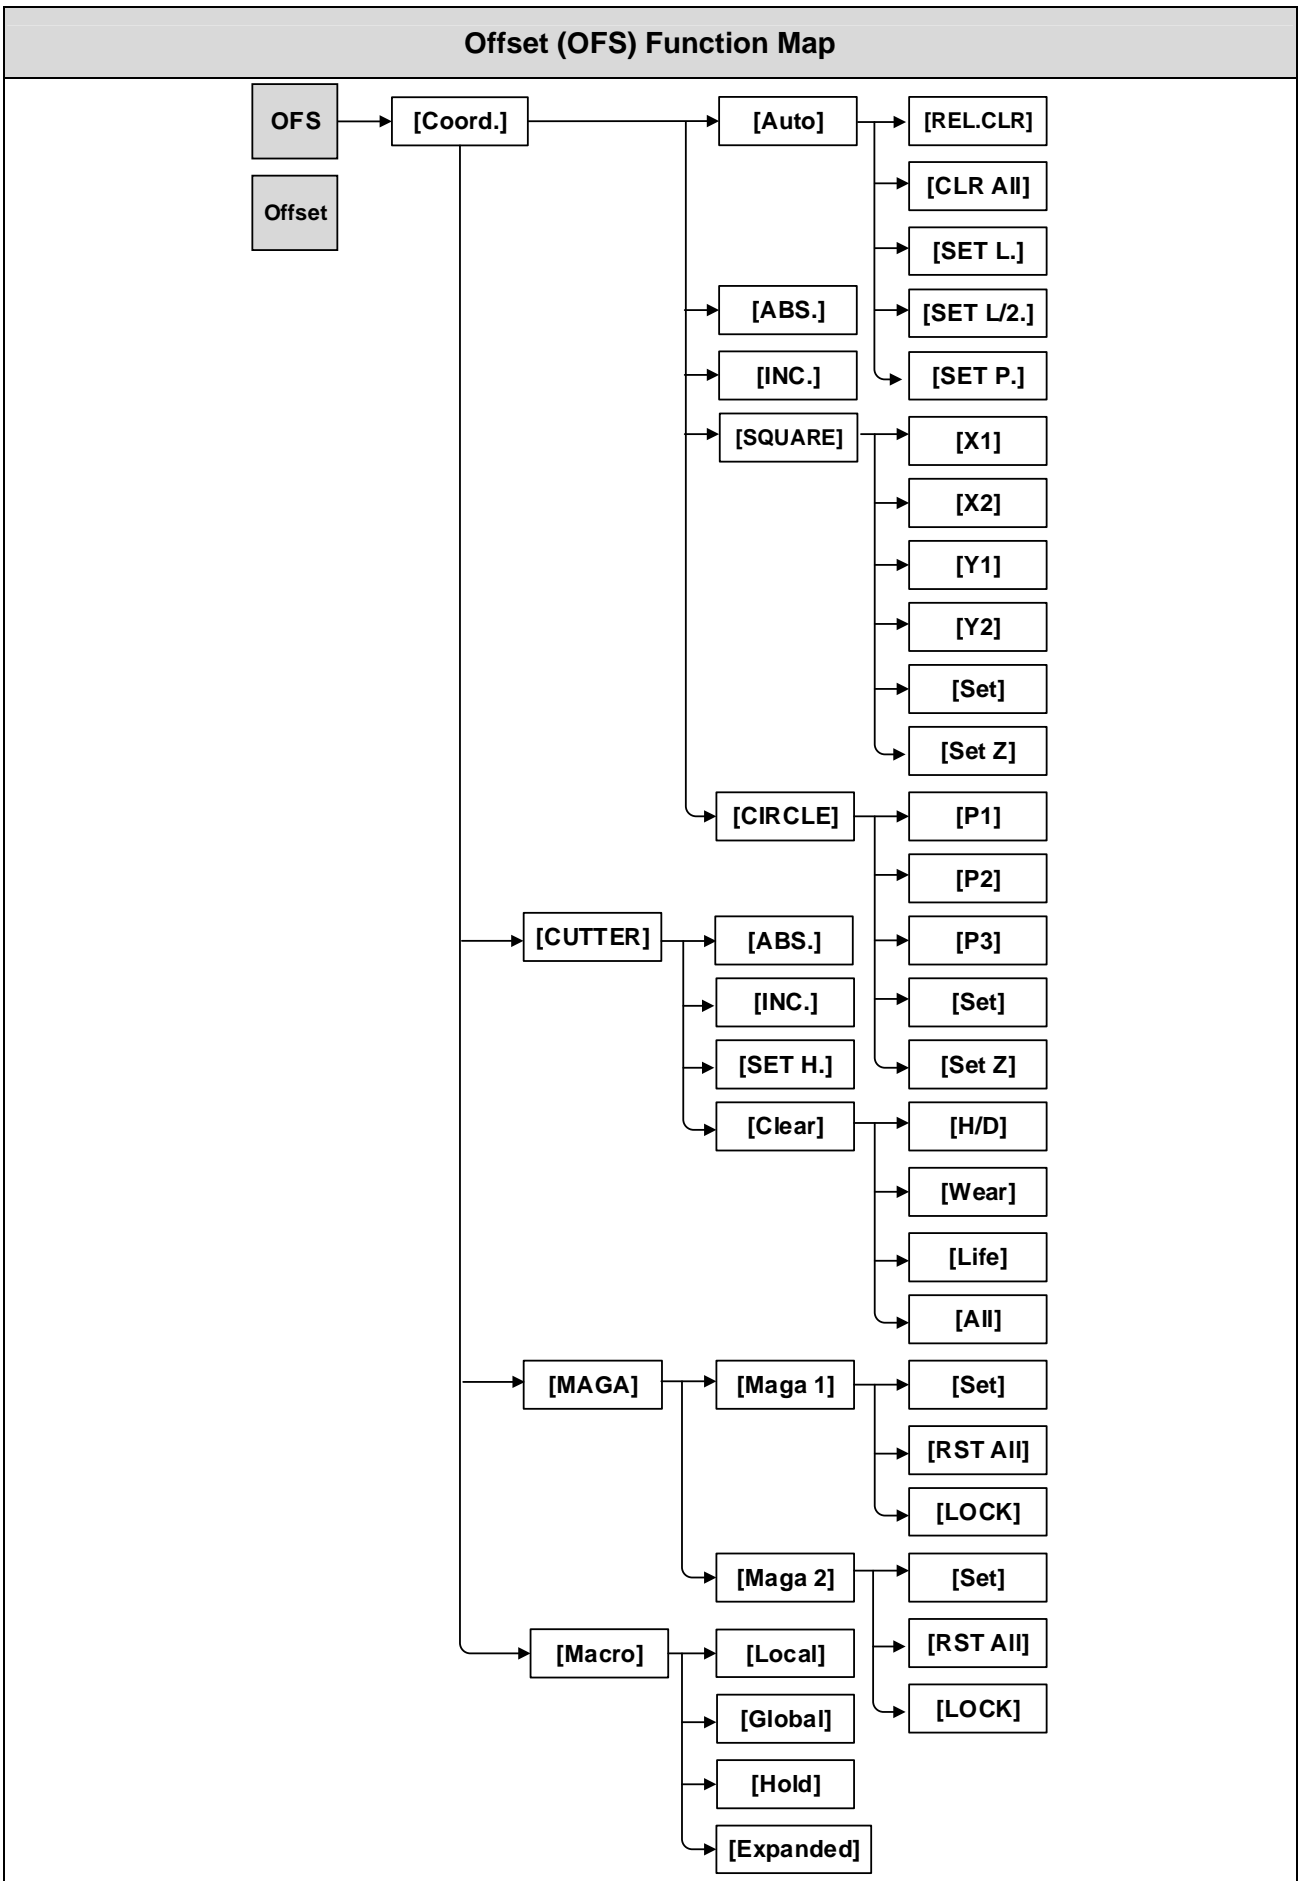 Offset (OFS) Function Map
OFS
[Coord.]
[Auto]
[REL.CLR]
[CLR All]
Offset
[SET L.]
[ABS.]
[SET L/2.]
[INC.]
[SET P.]
[SQUARE]
[X1]
[X2]
[Y1]
[Y2]
[Set]
[Set Z]
[CIRCLE]
[P1]
[P2]
[CUTTER]
[ABS.]
[P3]
[INC.]
[Set]
[SET H.]
[Set Z]
[Clear]
[H/D]
[Wear]
[Life]
[All]
[MAGA]
[Maga 1]
[Set]
[RST All]
[LOCK]
[Maga 2]
[Set]
[RST All]
[Macro]
[Local]
[LOCK]
[Global]
[Hold]
[Expanded]